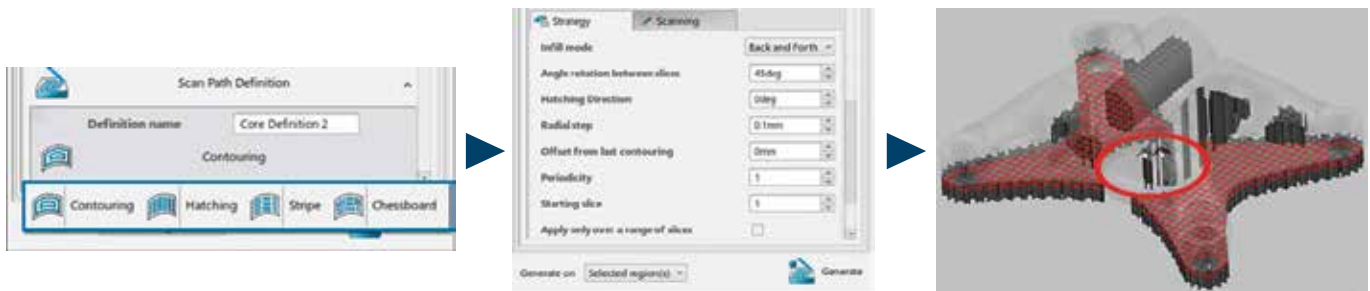 Scan Path Definition
Definition name Core Definition 2
Contouring
Contouring Hatching Stripe Chessboard
Strategy Scanning
Infill mode Back and Forth
Angle rotation between slices 45deg
Hatching Direction 0deg
Radial step 0.1mm
Offset from last contouring 0mm
Periodicity 1
Starting slice 1
Apply only over a range of slices
Generate on Selected region(s) Generate